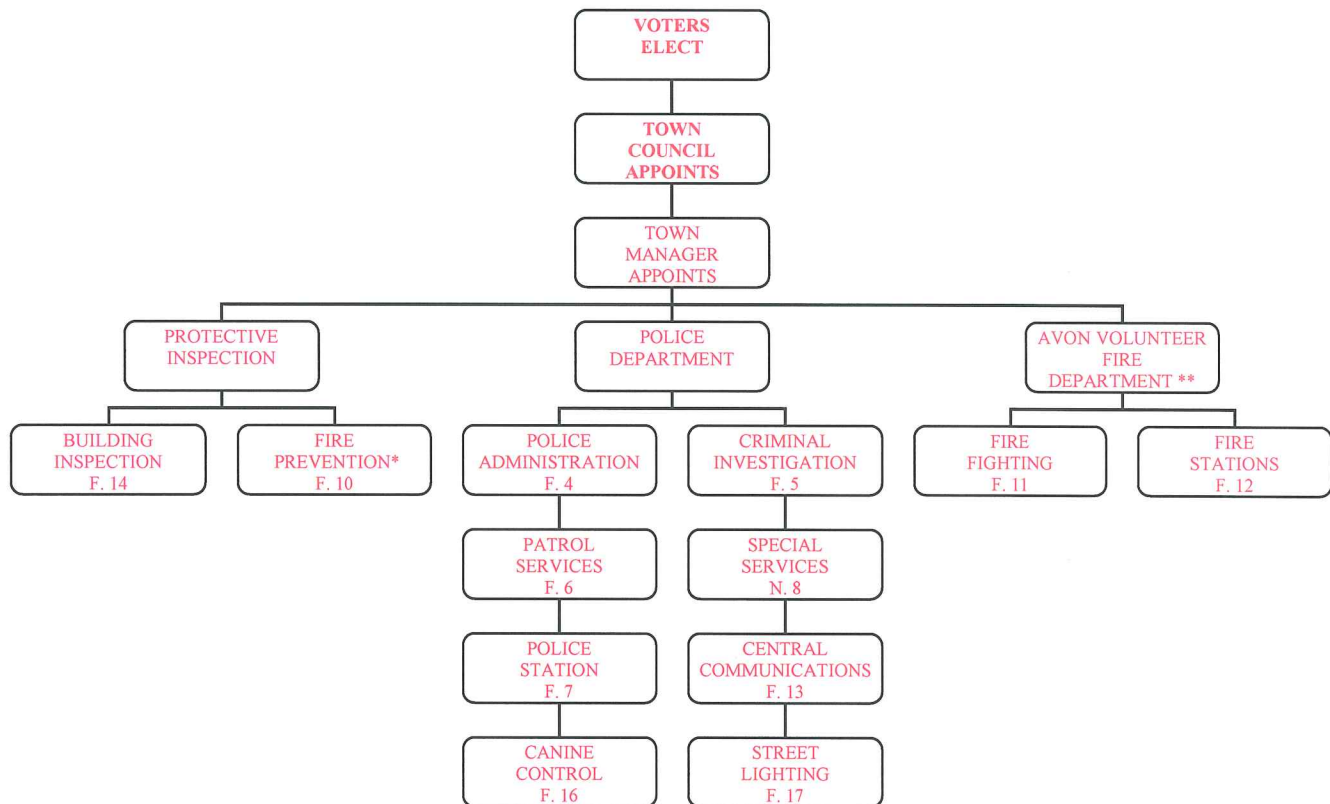 VOTERS
ELECT
TOWN
COUNCIL
APPOINTS
TOWN
MANAGER
APPOINTS
PROTECTIVE
INSPECTION
POLICE
DEPARTMENT
AVON VOLUNTEER
FIRE
DEPARTMENT **
BUILDING
INSPECTION
F. 14
FIRE
PREVENTION*
F. 10
POLICE
ADMINISTRATION
F. 4
CRIMINAL
INVESTIGATION
F. 5
FIRE
FIGHTING
F. 11
FIRE
STATIONS
F. 12
PATROL
SERVICES
F. 6
SPECIAL
SERVICES
N. 8
POLICE
STATION
F. 7
CENTRAL
COMMUNICATIONS
F. 13
CANINE
CONTROL
F. 16
STREET
LIGHTING
F. 17